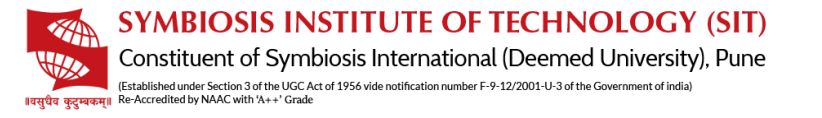 SYMBIOSIS INSTITUTE OF TECHNOLOGY (SIT)
Constituent of Symbiosis International (Deemed University), Pune
(Established under Section 3 of the UGC Act of 1956 vide notification number F-9-12/2001-U-3 of the Government of india)
Re-Accredited by NAAC with 'A++' Grade
॥वसुधैव कुटुम्बकम्॥